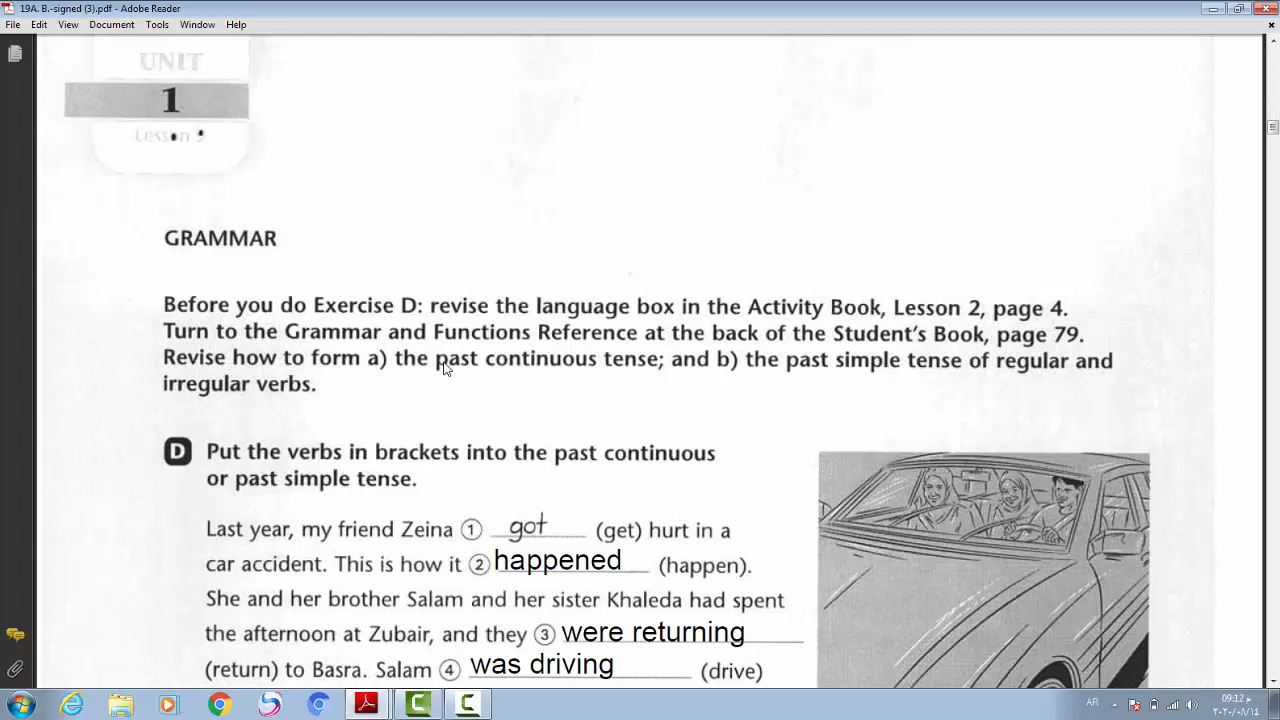 19A. B.-signed (3).pdf - Adobe Reader
File Edit View Document Tools Window Help
UNIT
1
Lesson 9
GRAMMAR
Before you do Exercise D: revise the language box in the Activity Book, Lesson 2, page 4.
Turn to the Grammar and Functions Reference at the back of the Student's Book, page 79.
Revise how to form a) the past continuous tense; and b) the past simple tense of regular and
irregular verbs.
D Put the verbs in brackets into the past continuous
or past simple tense.
Last year, my friend Zeina ① got (get) hurt in a
car accident. This is how it ② happened (happen).
She and her brother Salam and her sister Khaleda had spent
the afternoon at Zubair, and they ③ were returning
(return) to Basra. Salam ④ was driving (drive)
AR
09:12 م
٢٠٢٠/٠٨/١٤